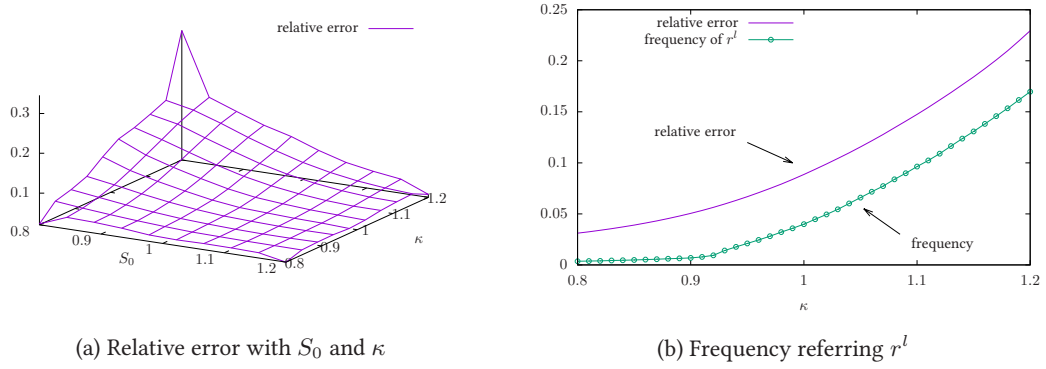 relative error
0.3
0.3
0.1
0.1
0.8
0.9
1
1.1
1.2
S₀
0.8
0.9
1
1.1
1.2
κ
(a) Relative error with S₀ and κ
0.25
0.2
0.15
0.1
0.05
0
relative error
frequency of rˡ
relative error
frequency
0.8
0.9
1
1.1
1.2
κ
(b) Frequency referring rˡ